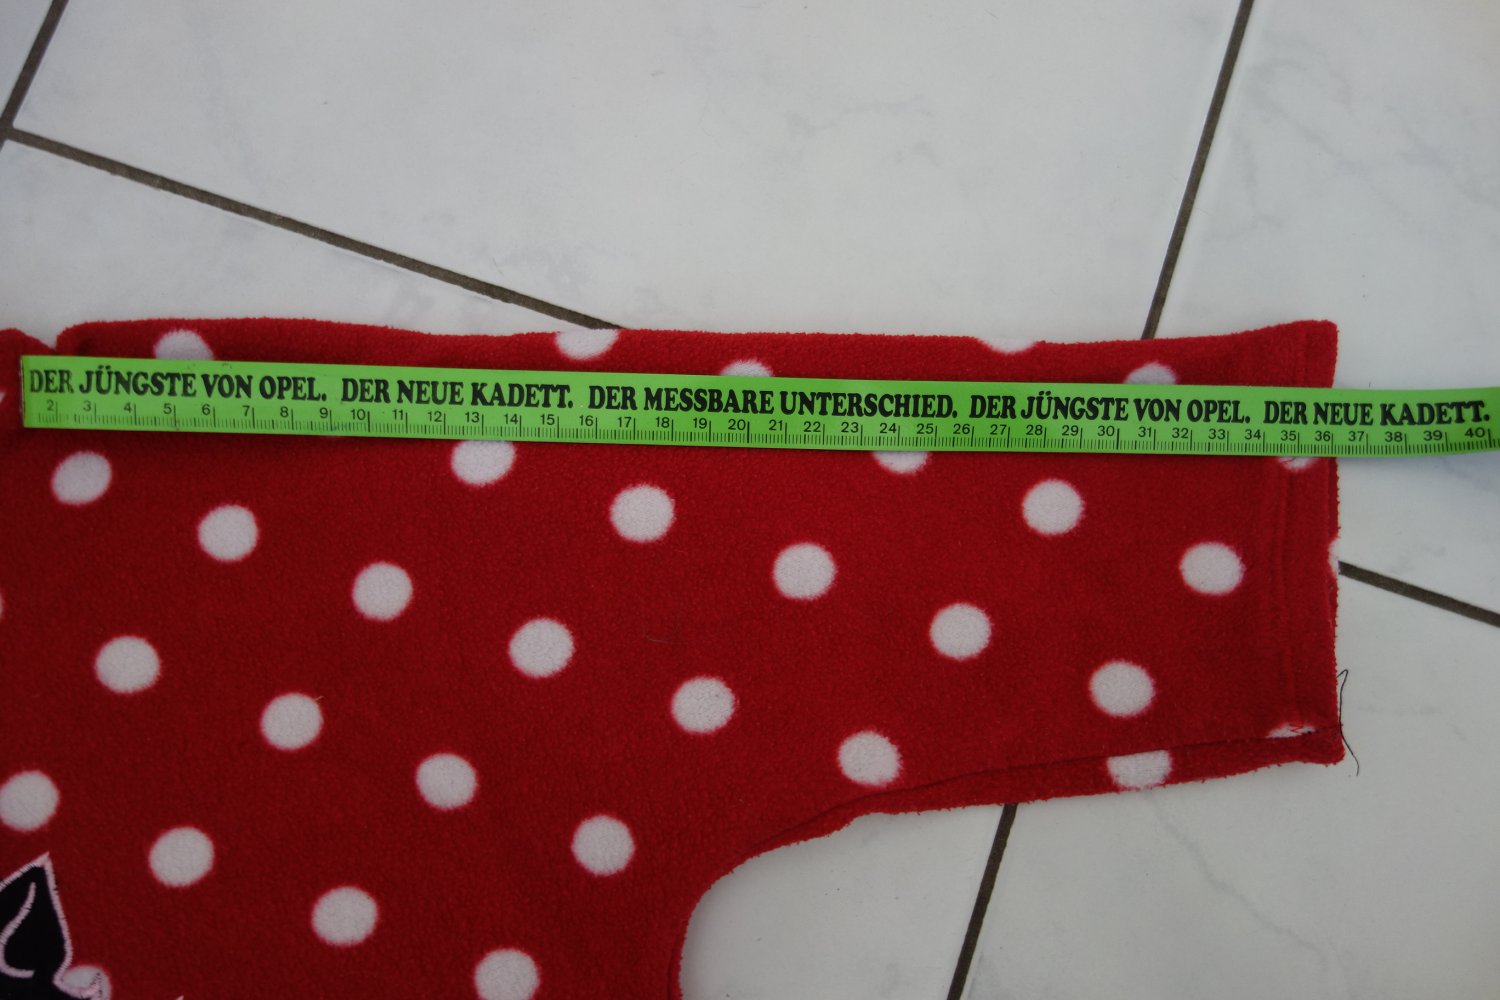 DER JÜNGSTE VON OPEL. DER NEUE KADETT. DER MESSBARE UNTERSCHIED. DER JÜNGSTE VON OPEL. DER NEUE KADETT.
2 3 4 5 6 7 8 9 10 11 12 13 14 15 16 17 18 19 20 21 22 23 24 25 26 27 28 29 30 31 32 33 34 35 36 37 38 39 40